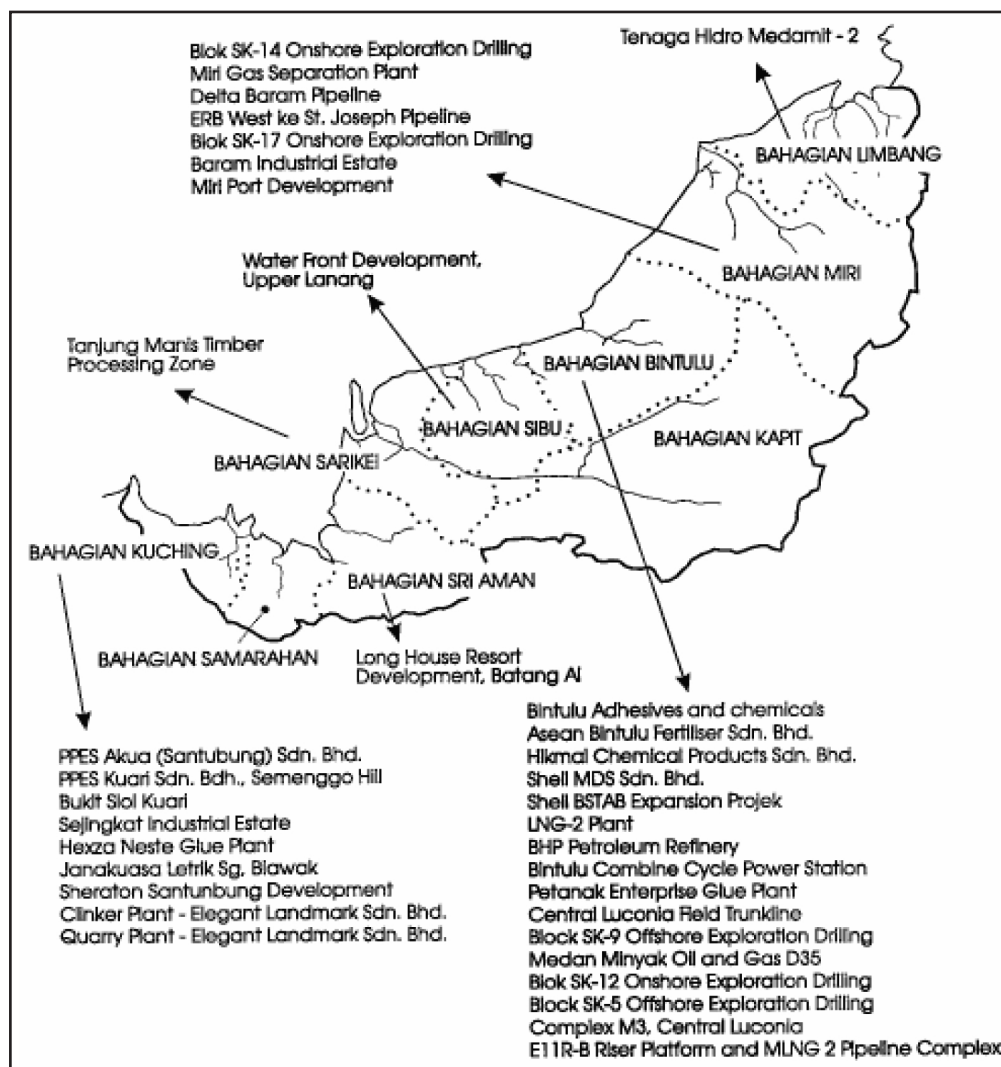 Tenaga Hidro Medamit - 2
Blok SK-14 Onshore Exploration Drilling
Miri Gas Separation Plant
Delta Baram Pipeline
ERB West ke St. Joseph Pipeline
Blok SK-17 Onshore Exploration Drilling
Baram Industrial Estate
Miri Port Development
BAHAGIAN LIMBANG
Water Front Development,
Upper Lanang
BAHAGIAN MIRI
Tanjung Manis Timber
Processing Zone
BAHAGIAN BINTULU
BAHAGIAN SIBU
BAHAGIAN KAPIT
BAHAGIAN SARIKEI
BAHAGIAN KUCHING
BAHAGIAN SRI AMAN
BAHAGIAN SAMARAHAN
Long House Resort
Development, Batang Ai
PPES Akua (Santubung) Sdn. Bhd.
PPES Kuari Sdn. Bdh., Semenggo Hill
Bukit Siol Kuari
Sejingkat Industrial Estate
Hexza Neste Glue Plant
Janakuasa Letrik Sg. Biawak
Sheraton Santunbung Development
Clinker Plant - Elegant Landmark Sdn. Bhd.
Quarry Plant - Elegant Landmark Sdn. Bhd.
Bintulu Adhesives and chemicals
Asean Bintulu Fertiliser Sdn. Bhd.
Hikmal Chemical Products Sdn. Bhd.
Shell MDS Sdn. Bhd.
Shell BSTAB Expansion Projek
LNG-2 Plant
BHP Petroleum Refinery
Bintulu Combine Cycle Power Station
Petanak Enterprise Glue Plant
Central Luconia Field Trunkline
Block SK-9 Offshore Exploration Drilling
Medan Minyak Oil and Gas D35
Blok SK-12 Onshore Exploration Drilling
Block SK-5 Offshore Exploration Drilling
Complex M3, Central Luconia
E11R-B Riser Platform and MLNG 2 Pipeline Complex